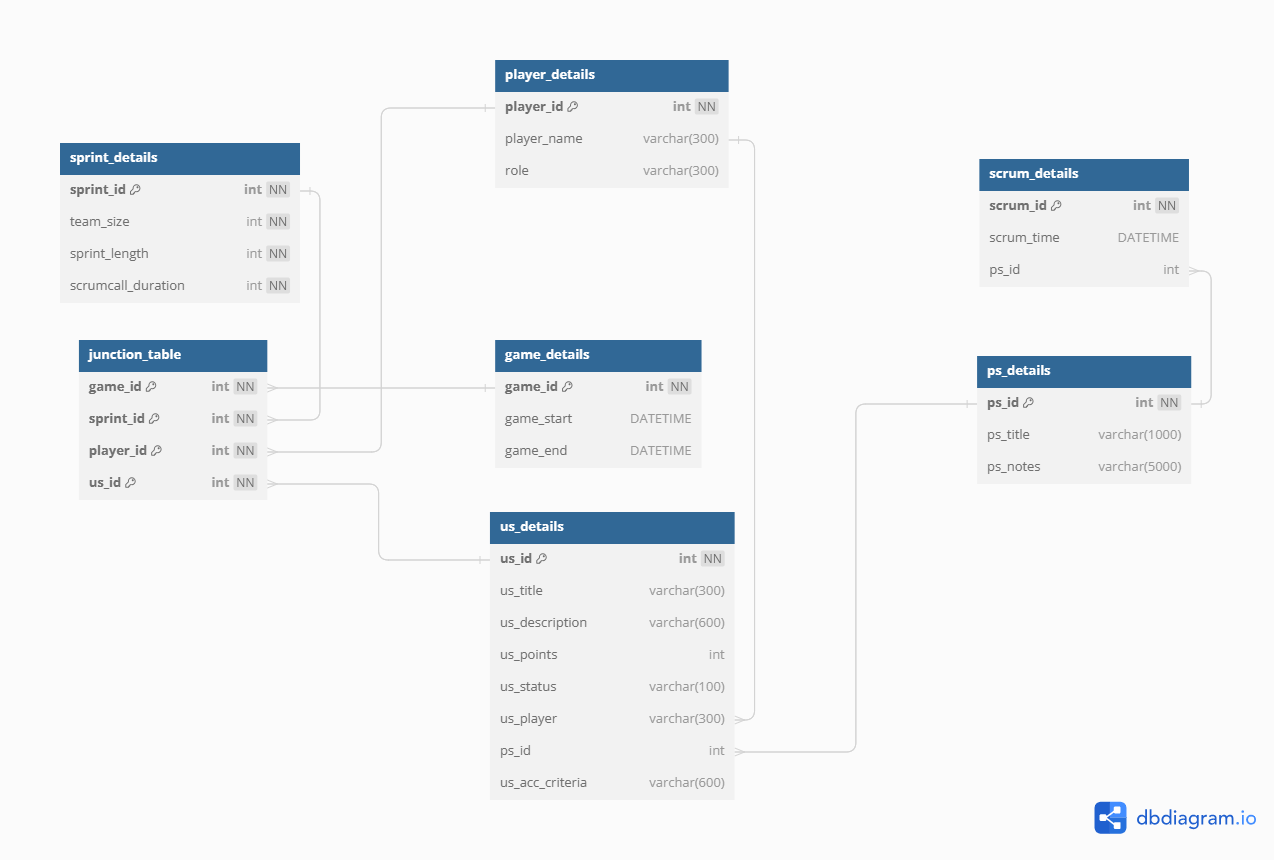 player_details
player_id int NN
player_name varchar(300)
role varchar(300)
sprint_details
sprint_id int NN
team_size int NN
sprint_length int NN
scrumcall_duration int NN
scrum_details
scrum_id int NN
scrum_time DATETIME
ps_id int
junction_table
game_id int NN
sprint_id int NN
player_id int NN
us_id int NN
game_details
game_id int NN
game_start DATETIME
game_end DATETIME
ps_details
ps_id int NN
ps_title varchar(1000)
ps_notes varchar(5000)
us_details
us_id int NN
us_title varchar(300)
us_description varchar(600)
us_points int
us_status varchar(100)
us_player varchar(300)
ps_id int
us_acc_criteria varchar(600)
dbdiagram.io